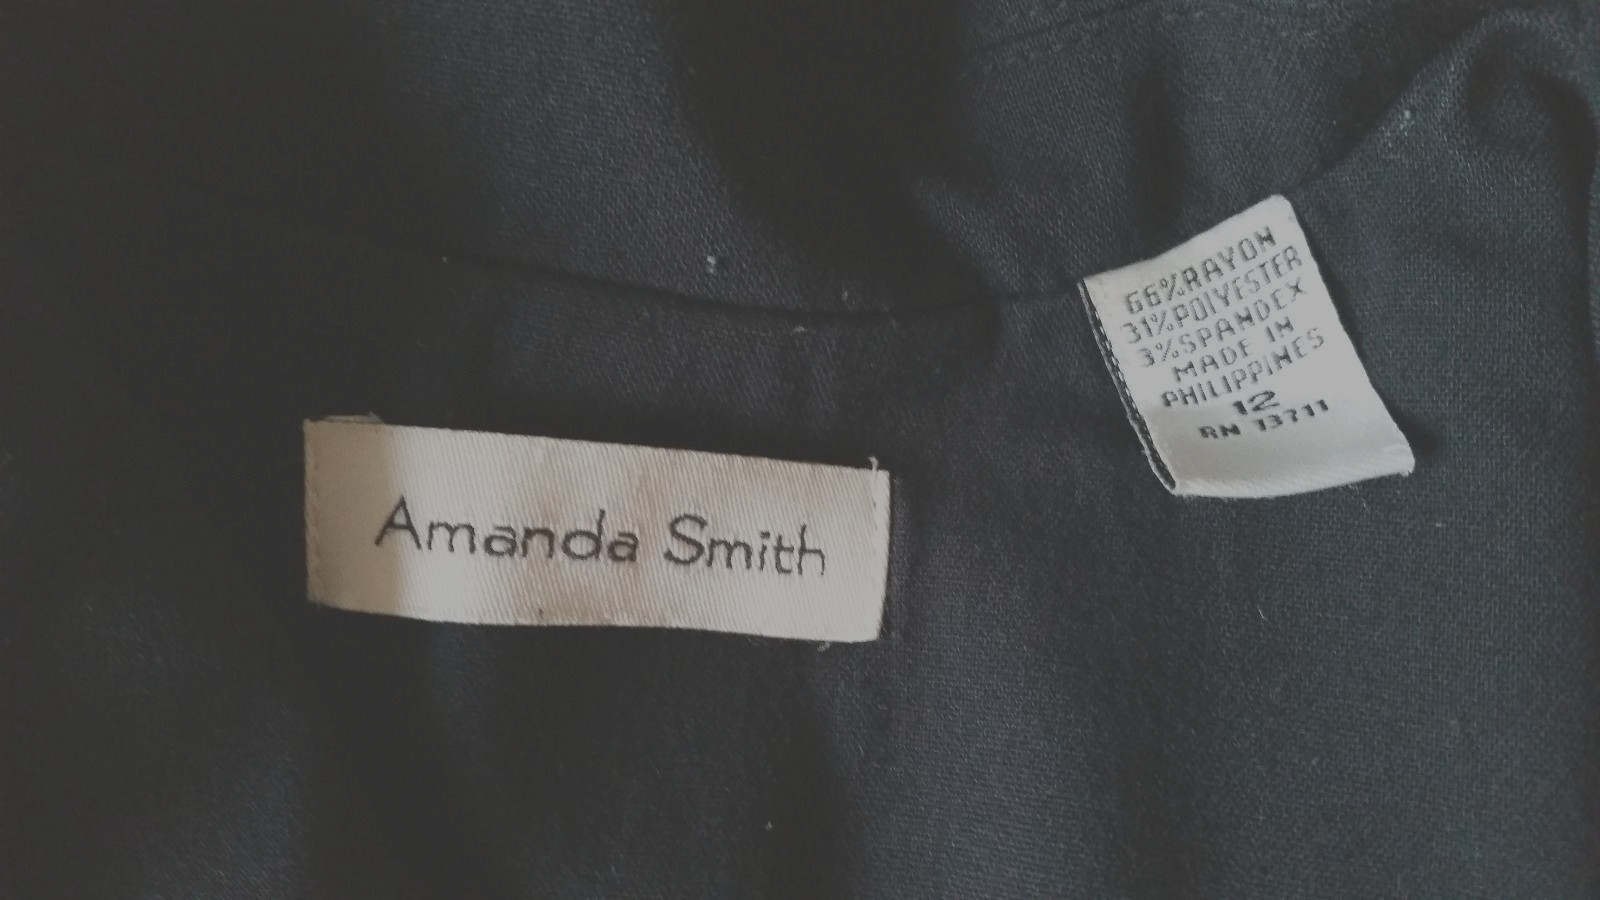 Amanda Smith
66%RAYON
31%POLYESTER
3%SPANDEX
MADE IN
PHILIPPINES
12
RN 13711